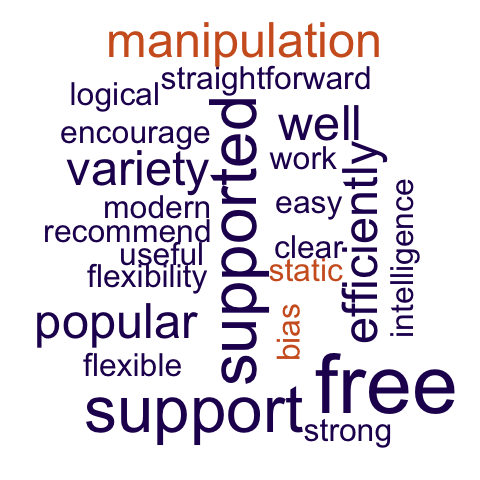 manipulation
straightforward
logical
supported
well
encourage
variety
work
efficiently
modern
easy
intelligence
recommend
useful
clear
flexibility
static
popular
bias
flexible
support
free
strong